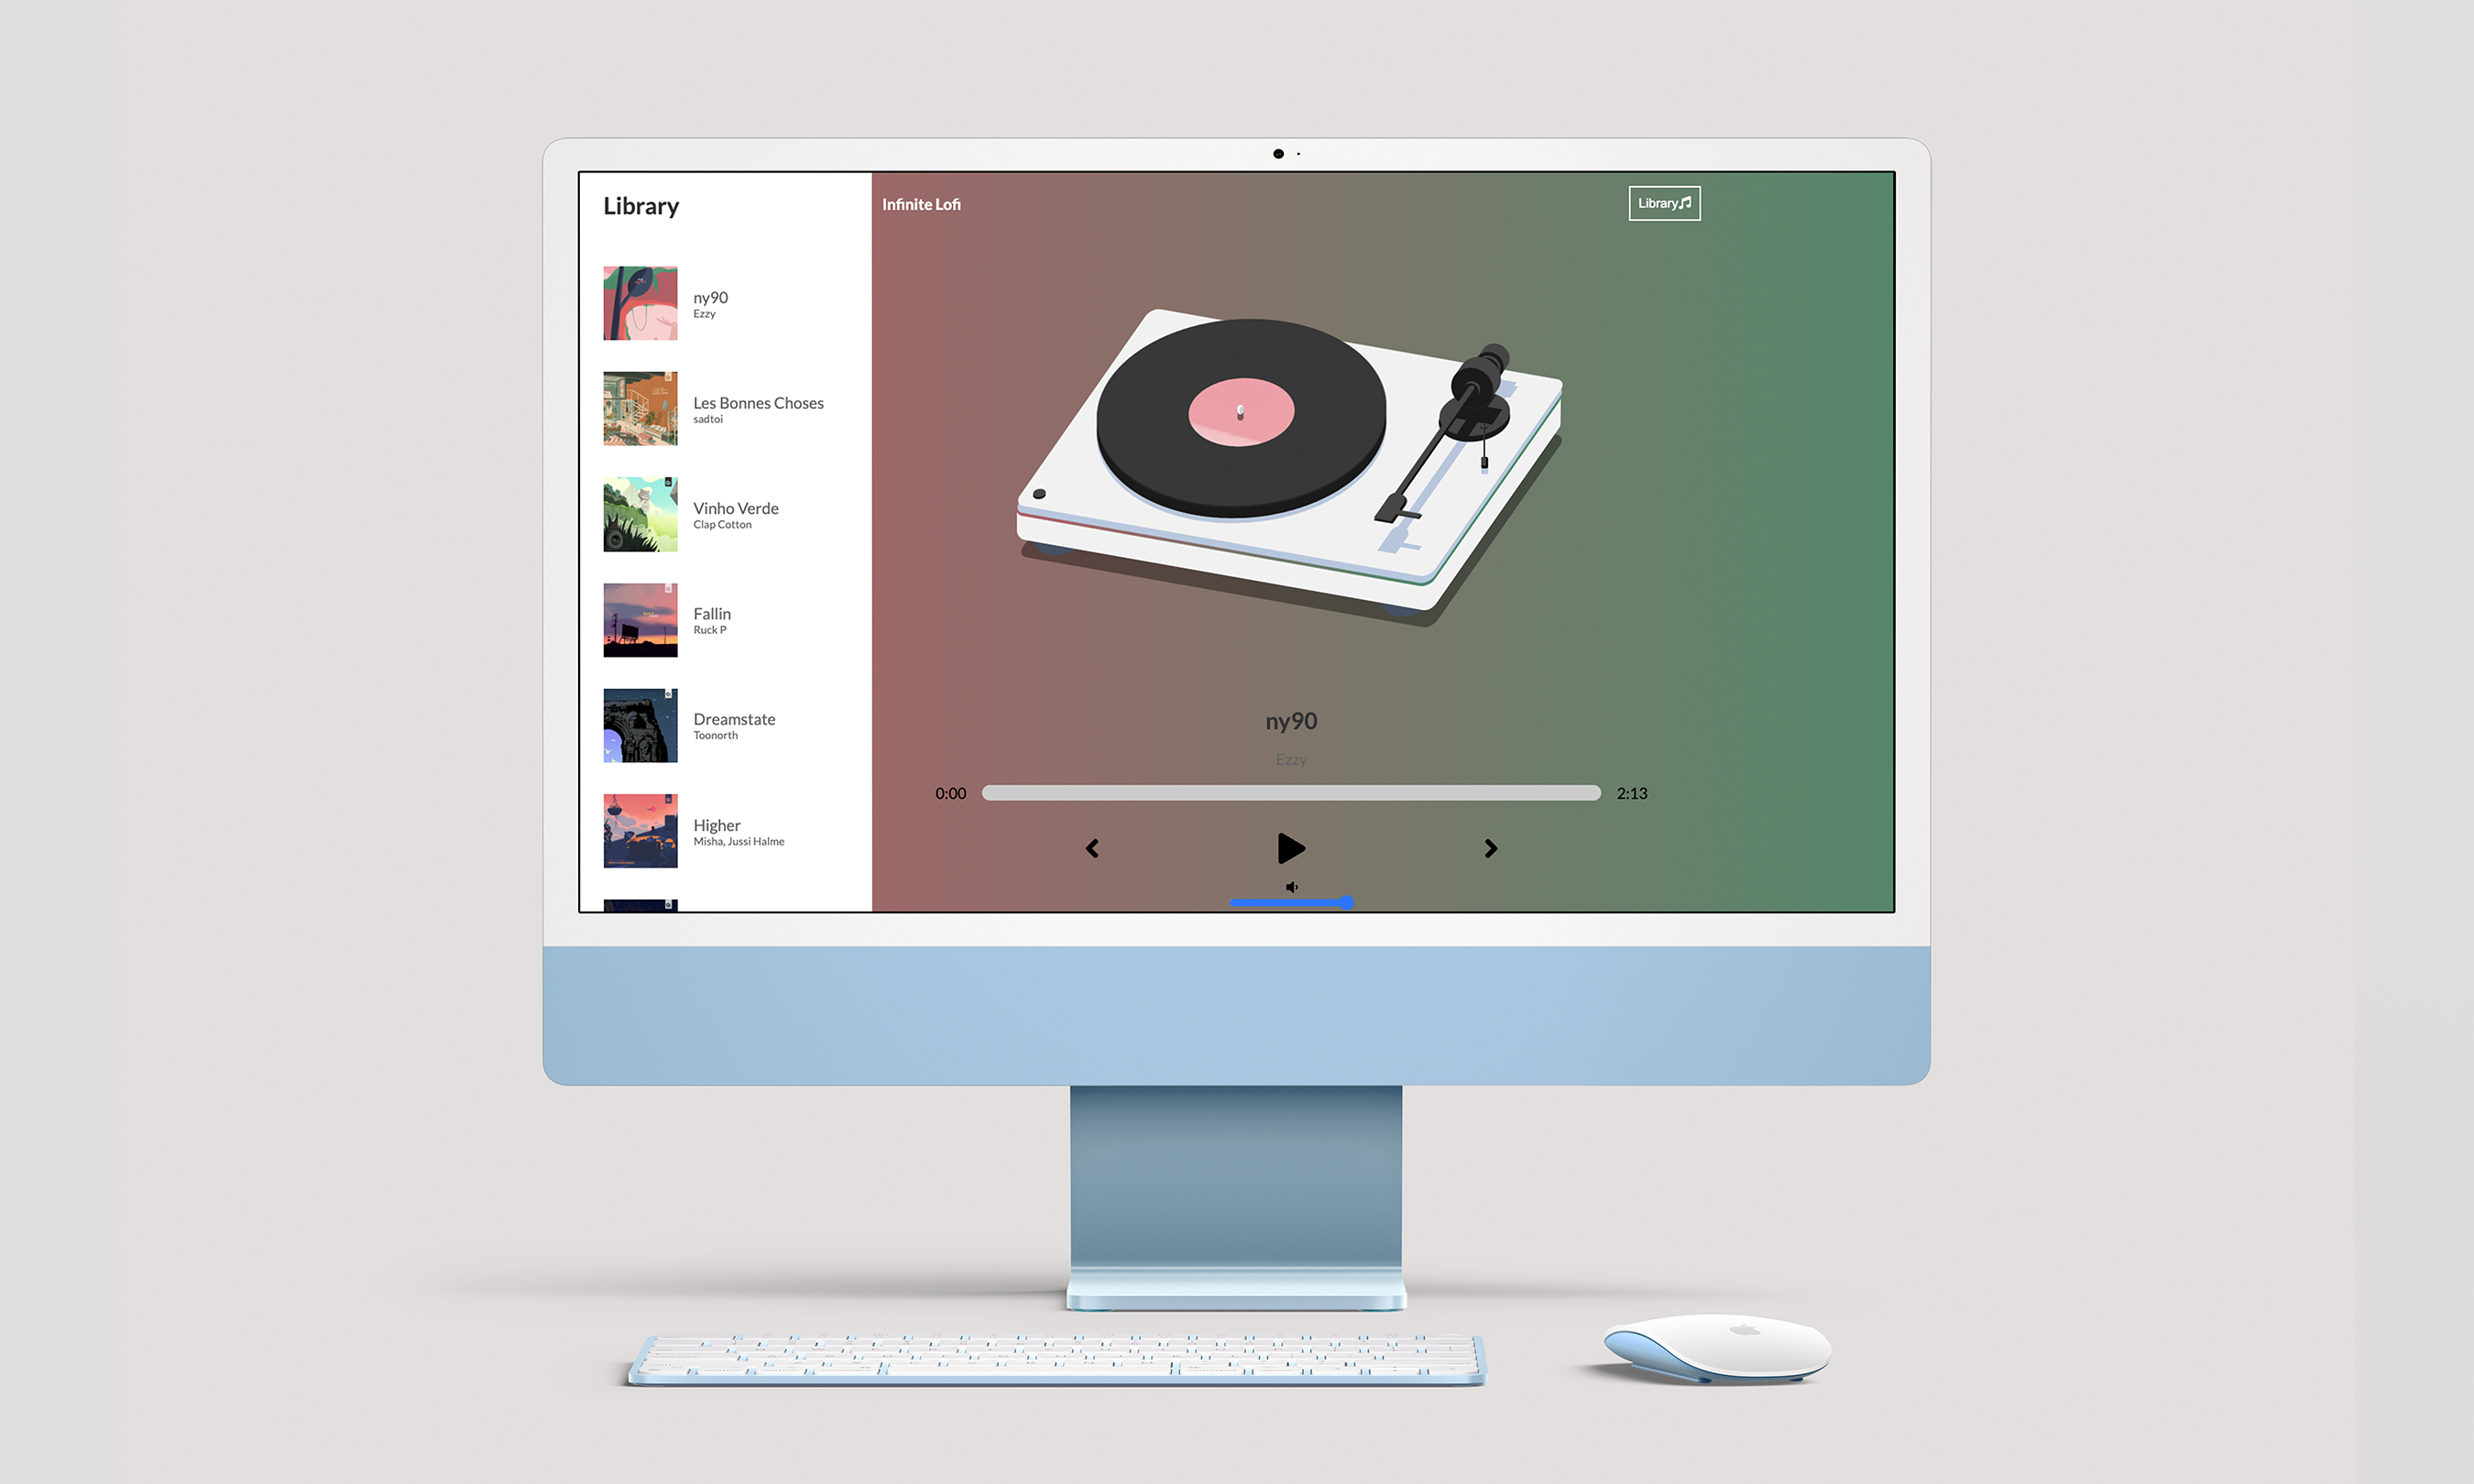 Library
ny90
Ezzy
Les Bonnes Choses
sadtoi
Vinho Verde
Clap Cotton
Fallin
Ruck P
Dreamstate
Toonorth
Higher
Misha, Jussi Halme
Infinite Lofi
Library
ny90
Ezzy
0:00
2:13